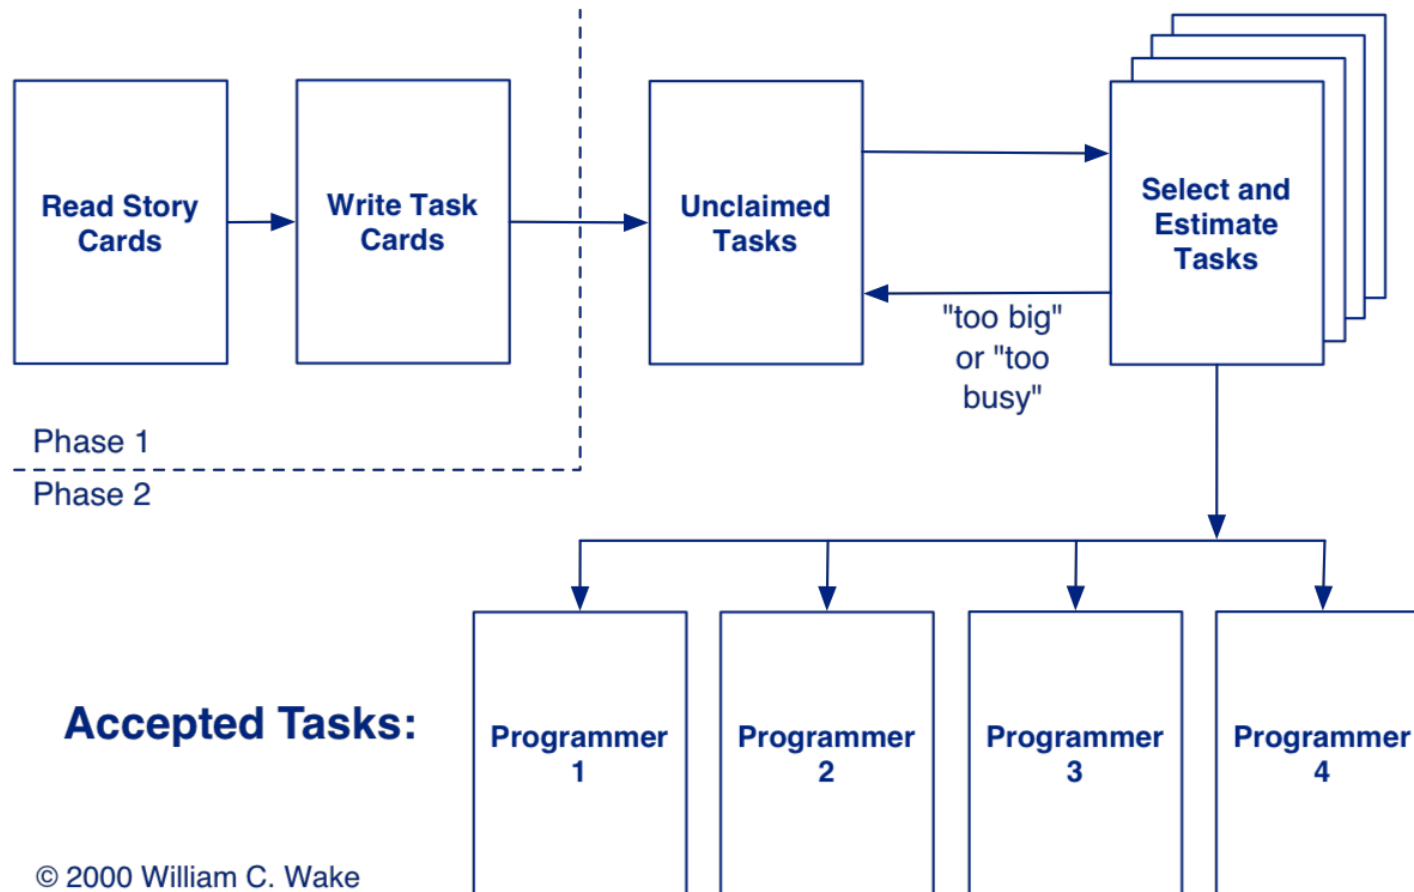 Read Story
Cards
Write Task
Cards
Unclaimed
Tasks
Select and
Estimate
Tasks
"too big"
or "too
busy"
Phase 1
Phase 2
Accepted Tasks:
Programmer
1
Programmer
2
Programmer
3
Programmer
4
© 2000 William C. Wake